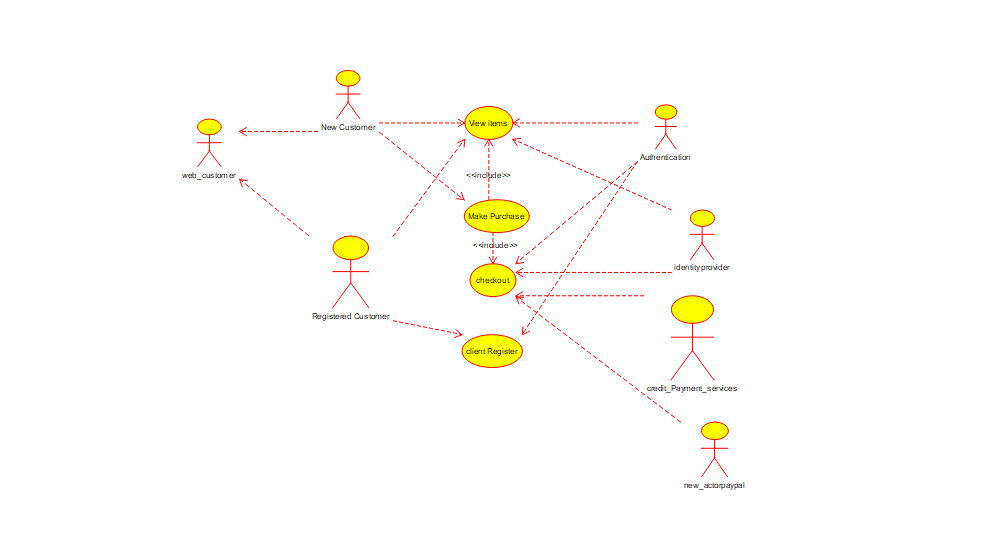 New Customer
View items
Authentication
web_customer
<<include>>
Make Purchase
<<include>>
identityprovider
checkout
Registered Customer
client Register
credit_Payment_services
new_actorpaypal